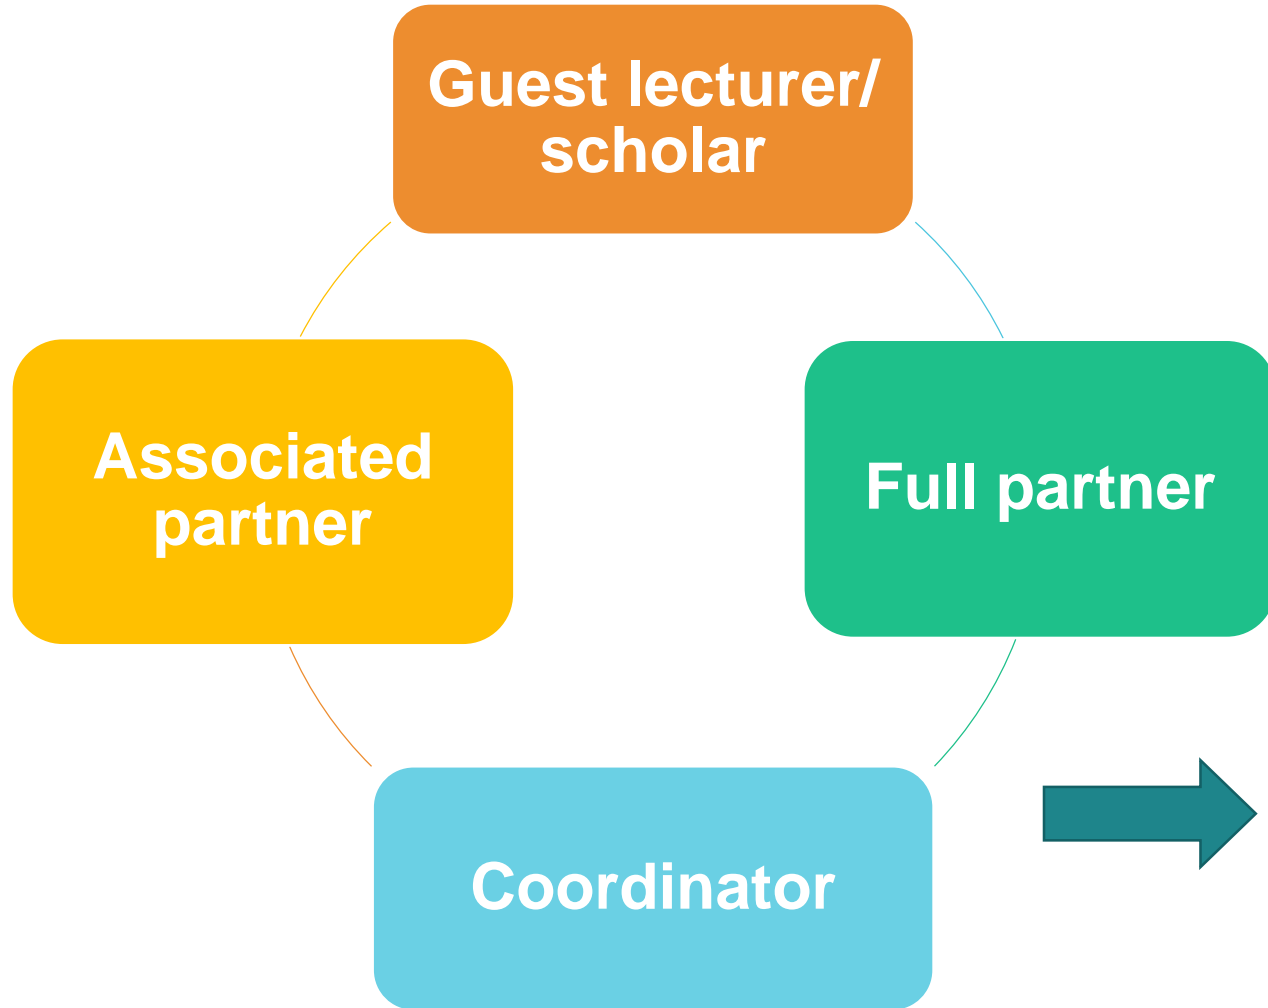 Guest lecturer/
scholar
Associated
partner
Full partner
Coordinator